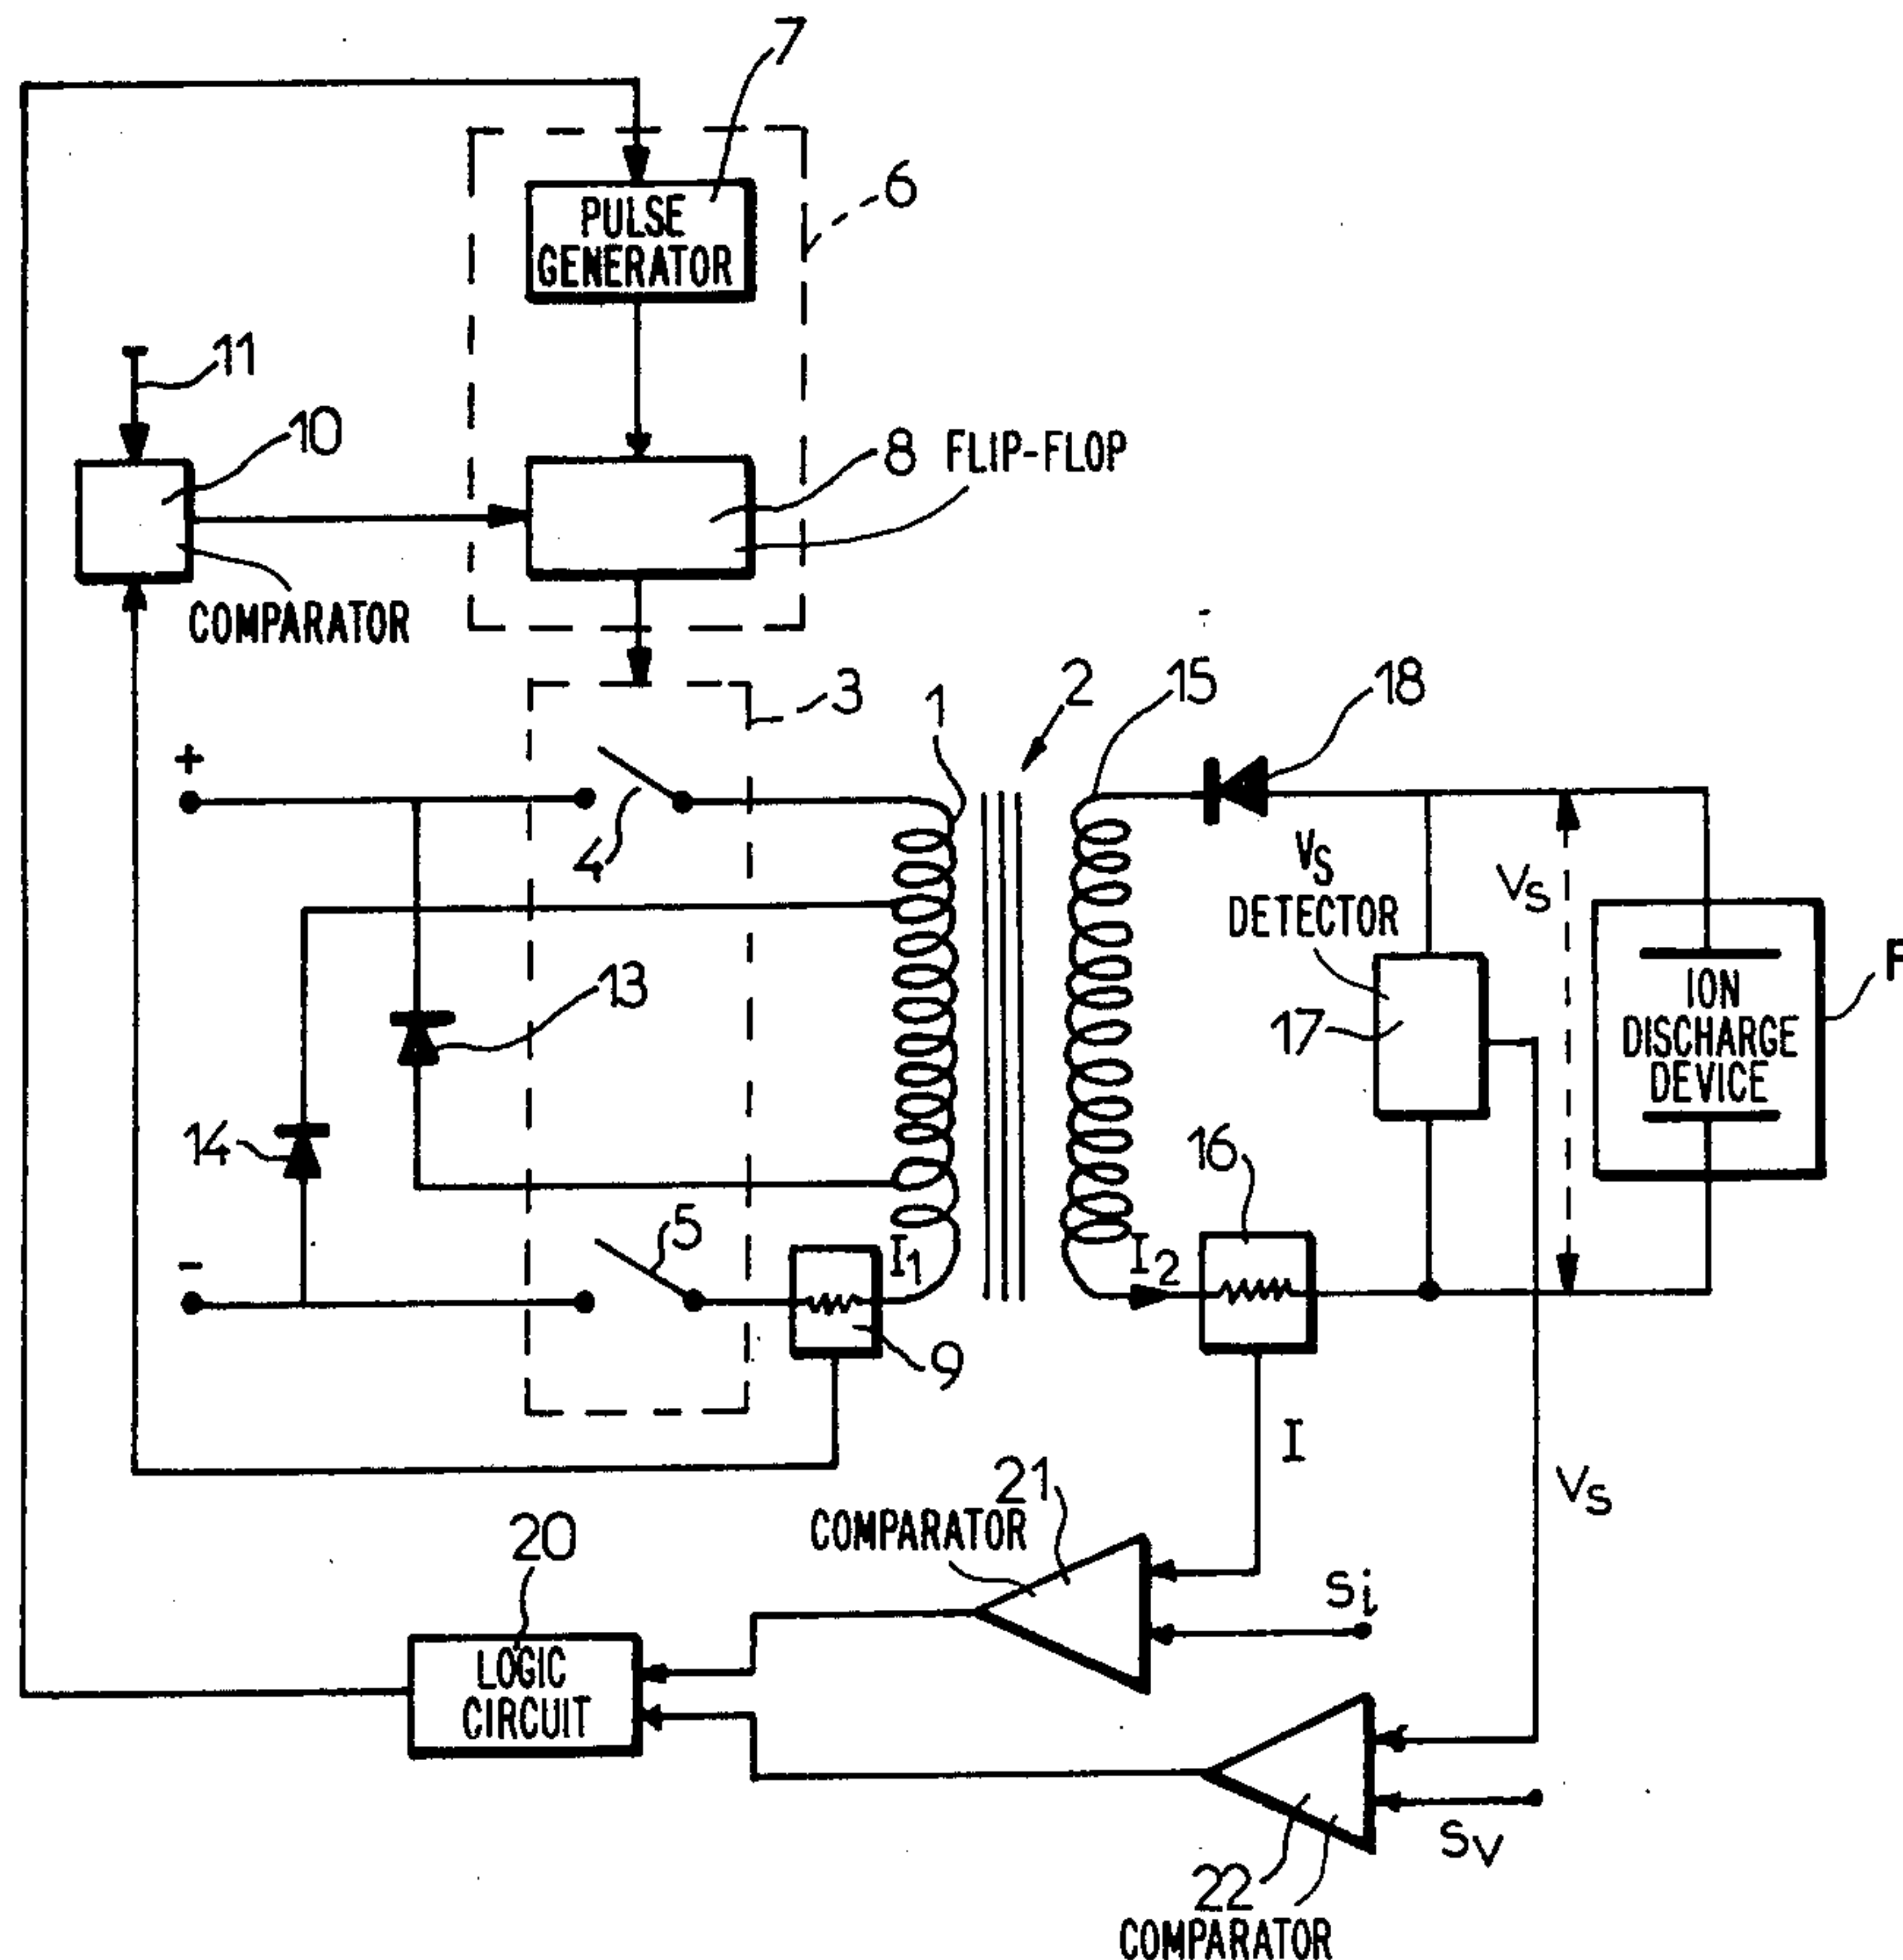 7
PULSE
GENERATOR
6
11
10
8 FLIP-FLOP
COMPARATOR
3
1
2
15
18
+
4
Vs
DETECTOR
Vs
F
13
17
ION
DISCHARGE
DEVICE
14
16
5
I1
I2
-
9
I
Vs
21
COMPARATOR
20
Si
LOGIC
CIRCUIT
Sv
22
COMPARATOR